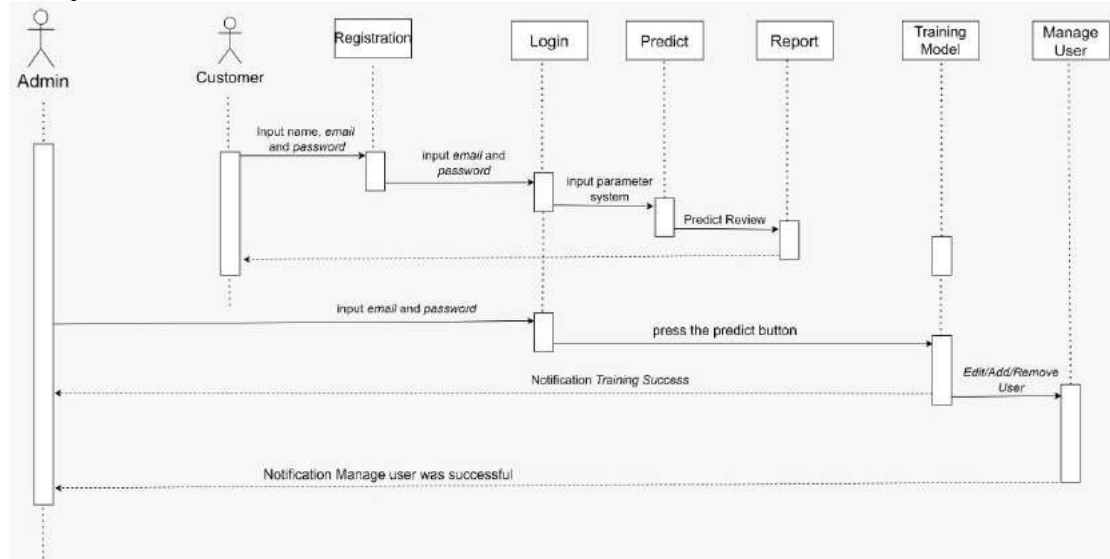 Admin
Customer
Registration
Login
Predict
Report
Training
Model
Manage
User
Input name, email
and password
input email and
password
input parameter
system
Predict Review
input email and password
press the predict button
Notification Training Success
Edit/Add/Remove
User
Notification Manage user was successful